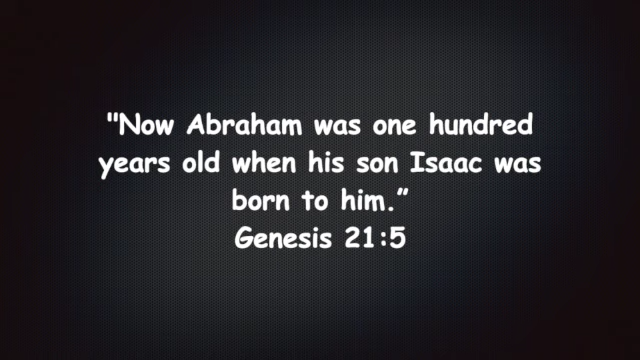 "Now Abraham was one hundred
years old when his son Isaac was
born to him.”
Genesis 21:5